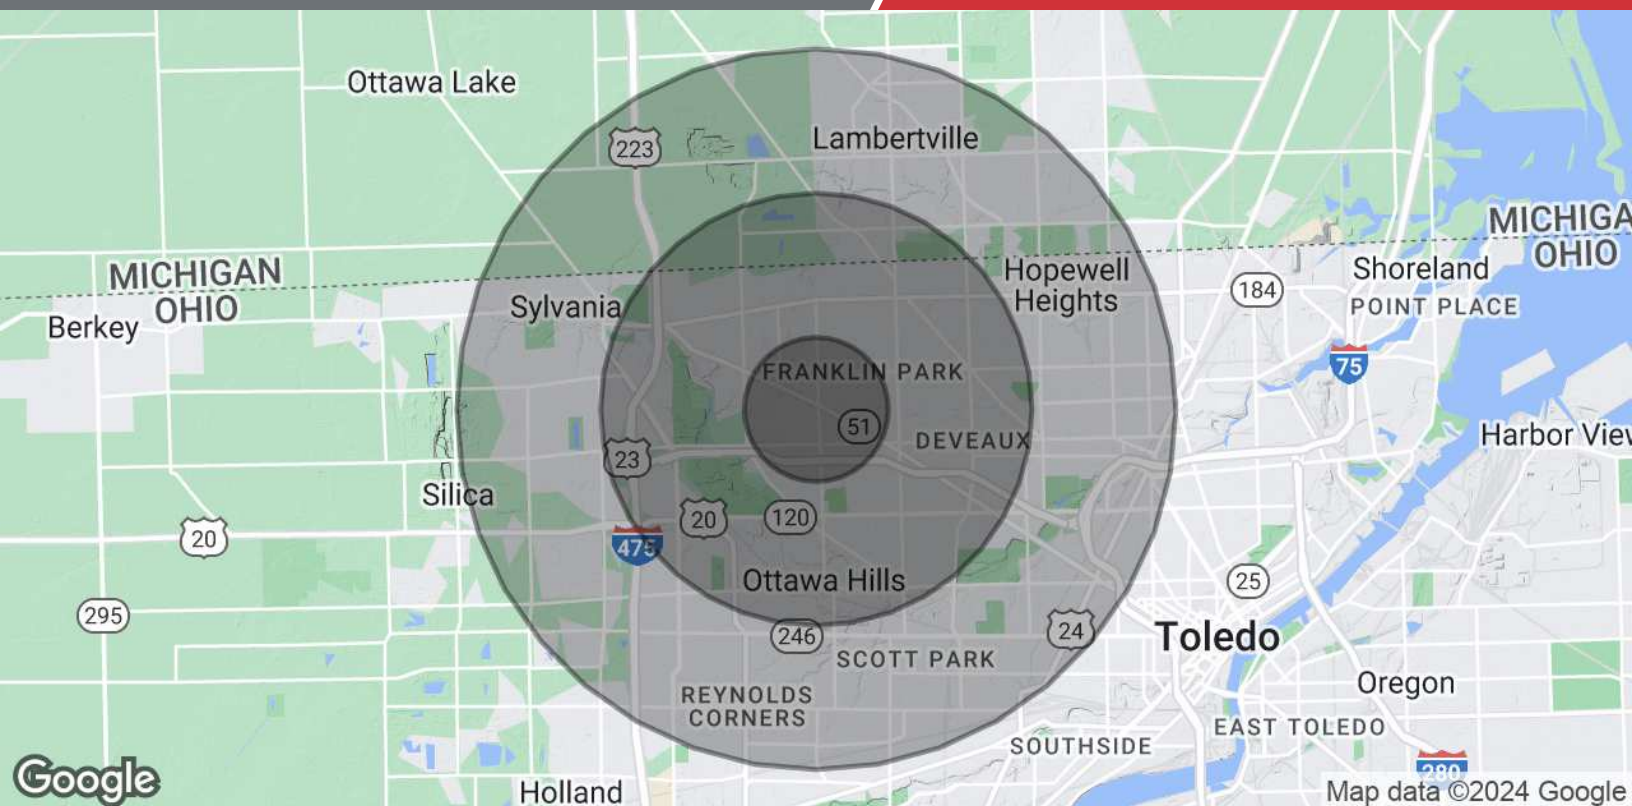 Ottawa Lake
223
Lambertville
MICHIGAN
OHIO
MICHIGA
OHIO
Hopewell
Heights
184
Shoreland
POINT PLACE
Sylvania
Berkey
75
FRANKLIN PARK
51
DEVEAUX
Harbor View
23
Silica
20
20
120
475
Ottawa Hills
25
295
246
24
Toledo
SCOTT PARK
Oregon
REYNOLDS
CORNERS
EAST TOLEDO
SOUTHSIDE
280
Google
Holland
Map data ©2024 Google